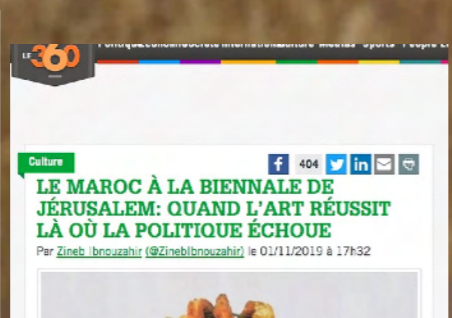 LE 360
Culture
404
LE MAROC À LA BIENNALE DE
JÉRUSALEM: QUAND L'ART RÉUSSIT
LÀ OÙ LA POLITIQUE ÉCHOUE
Par Zineb Ibnouzahir (@ZinebIbnouzahir) le 01/11/2019 à 17h32